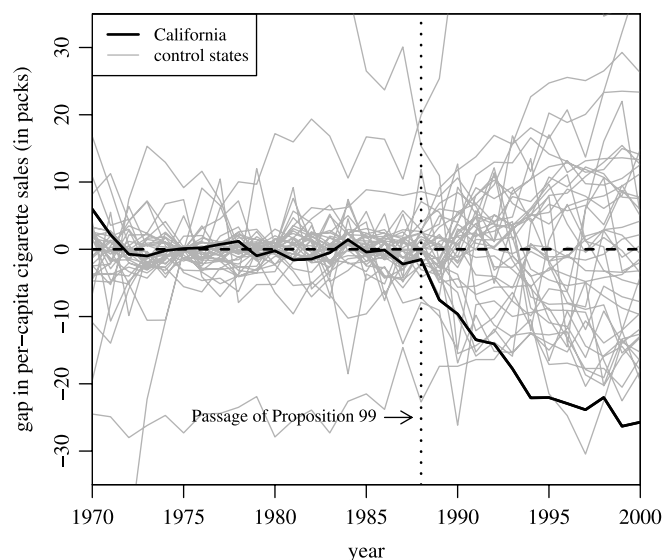 California
control states
gap in per−capita cigarette sales (in packs)
30
20
10
0
−10
−20
−30
Passage of Proposition 99
1970 1975 1980 1985 1990 1995 2000
year